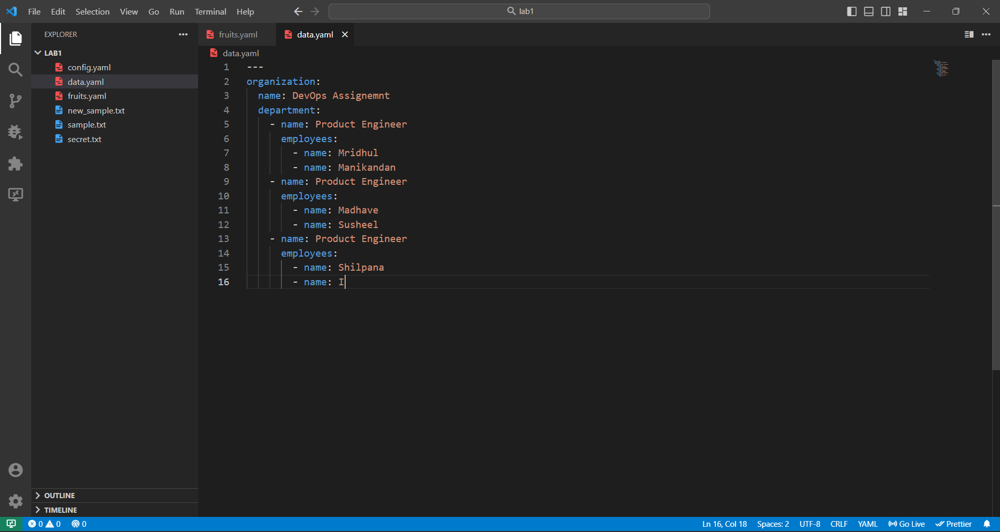 File Edit Selection View Go Run Terminal Help
lab1
EXPLORER
LAB1
config.yaml
data.yaml
fruits.yaml
new_sample.txt
sample.txt
secret.txt
OUTLINE
TIMELINE
fruits.yaml data.yaml
data.yaml
1 ---
2 organization:
3 name: DevOps Assignemnt
4 department:
5 - name: Product Engineer
6 employees:
7 - name: Mridhul
8 - name: Manikandan
9 - name: Product Engineer
10 employees:
11 - name: Madhave
12 - name: Susheel
13 - name: Product Engineer
14 employees:
15 - name: Shilpana
16 - name: I
0 0 0 Ln 16, Col 18 Spaces: 2 UTF-8 CRLF YAML Go Live Prettier